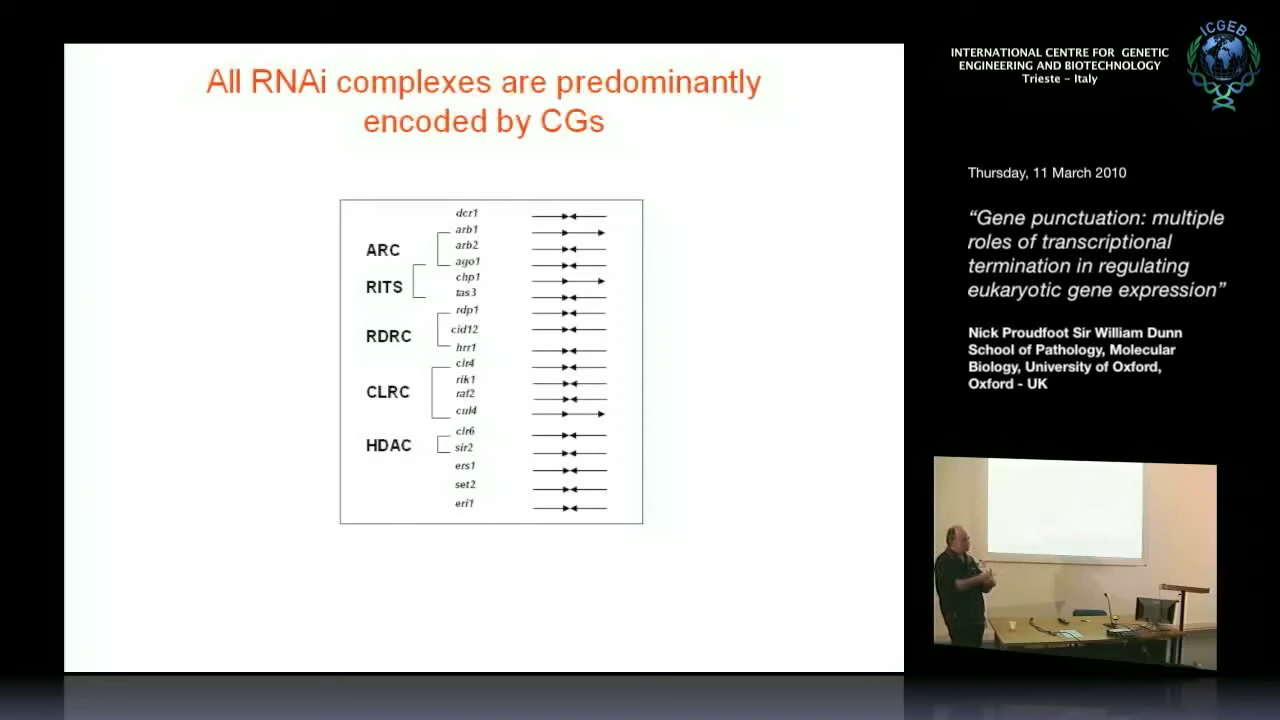 All RNAi complexes are predominantly
encoded by CGs
dcr1
arb1
ARC
arb2
ago1
chp1
RITS
tas3
rdp1
RDRC
cid12
hrr1
clr4
rik1
CLRC
raf2
cul4
clr6
HDAC
sir2
ers1
set2
eri1
ICGEB
INTERNATIONAL CENTRE FOR GENETIC
ENGINEERING AND BIOTECHNOLOGY
Trieste - Italy
Thursday, 11 March 2010
“Gene punctuation: multiple
roles of transcriptional
termination in regulating
eukaryotic gene expression”
Nick Proudfoot Sir William Dunn
School of Pathology, Molecular
Biology, University of Oxford,
Oxford - UK